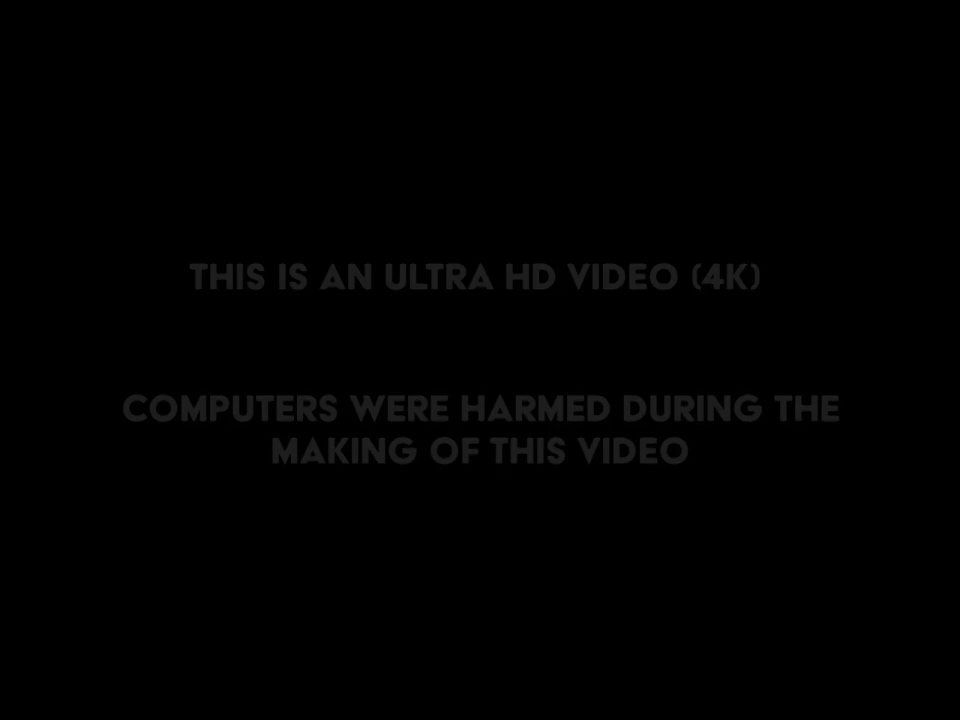 THIS IS AN ULTRA HD VIDEO (4K)
COMPUTERS WERE HARMED DURING THE
MAKING OF THIS VIDEO